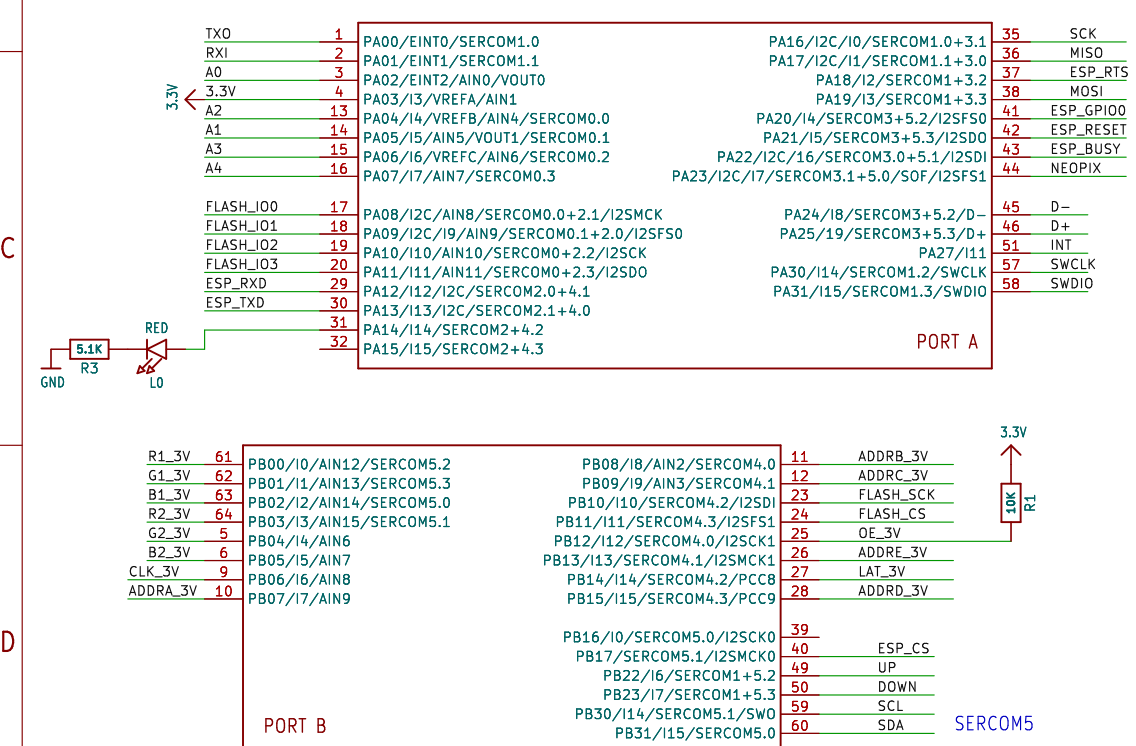 TXO 1 PA00/EINT0/SERCOM1.0 PA16/I2C/I0/SERCOM1.0+3.1 35 SCK
RXI 2 PA01/EINT1/SERCOM1.1 PA17/I2C/I1/SERCOM1.1+3.0 36 MISO
A0 3 PA02/EINT2/AIN0/VOUT0 PA18/I2/SERCOM1+3.2 37 ESP_RTS
3.3V 3.3V 4 PA03/I3/VREFA/AIN1 PA19/I3/SERCOM1+3.3 38 MOSI
A2 13 PA04/I4/VREFB/AIN4/SERCOM0.0 PA20/I4/SERCOM3+5.2/I2SFS0 41 ESP_GPIO0
A1 14 PA05/I5/AIN5/VOUT1/SERCOM0.1 PA21/I5/SERCOM3+5.3/I2SDO 42 ESP_RESET
A3 15 PA06/I6/VREFC/AIN6/SERCOM0.2 PA22/I2C/16/SERCOM3.0+5.1/I2SDI 43 ESP_BUSY
A4 16 PA07/I7/AIN7/SERCOM0.3 PA23/I2C/I7/SERCOM3.1+5.0/SOF/I2SFS1 44 NEOPIX
FLASH_IO0 17 PA08/I2C/AIN8/SERCOM0.0+2.1/I2SMCK PA24/I8/SERCOM3+5.2/D- 45 D-
FLASH_IO1 18 PA09/I2C/I9/AIN9/SERCOM0.1+2.0/I2SFS0 PA25/19/SERCOM3+5.3/D+ 46 D+
C FLASH_IO2 19 PA10/I10/AIN10/SERCOM0+2.2/I2SCK PA27/I11 51 INT
FLASH_IO3 20 PA11/I11/AIN11/SERCOM0+2.3/I2SDO PA30/I14/SERCOM1.2/SWCLK 57 SWCLK
ESP_RXD 29 PA12/I12/I2C/SERCOM2.0+4.1 PA31/I15/SERCOM1.3/SWDIO 58 SWDIO
ESP_TXD 30 PA13/I13/I2C/SERCOM2.1+4.0
RED 31 PA14/I14/SERCOM2+4.2
5.1K 32 PA15/I15/SERCOM2+4.3 PORT A
R3
GND L0
3.3V
R1_3V 61 PB00/I0/AIN12/SERCOM5.2 PB08/I8/AIN2/SERCOM4.0 11 ADDRB_3V
G1_3V 62 PB01/I1/AIN13/SERCOM5.3 PB09/I9/AIN3/SERCOM4.1 12 ADDRC_3V
B1_3V 63 PB02/I2/AIN14/SERCOM5.0 PB10/I10/SERCOM4.2/I2SDI 23 FLASH_SCK 10K R1
R2_3V 64 PB03/I3/AIN15/SERCOM5.1 PB11/I11/SERCOM4.3/I2SFS1 24 FLASH_CS
G2_3V 5 PB04/I4/AIN6 PB12/I12/SERCOM4.0/I2SCK1 25 OE_3V
B2_3V 6 PB05/I5/AIN7 PB13/I13/SERCOM4.1/I2SMCK1 26 ADDRE_3V
CLK_3V 9 PB06/I6/AIN8 PB14/I14/SERCOM4.2/PCC8 27 LAT_3V
ADDRA_3V 10 PB07/I7/AIN9 PB15/I15/SERCOM4.3/PCC9 28 ADDRD_3V
D PB16/I0/SERCOM5.0/I2SCK0 39
PB17/SERCOM5.1/I2SMCK0 40 ESP_CS
PB22/I6/SERCOM1+5.2 49 UP
PB23/I7/SERCOM1+5.3 50 DOWN
PB30/I14/SERCOM5.1/SWO 59 SCL
PORT B PB31/I15/SERCOM5.0 60 SDA SERCOM5